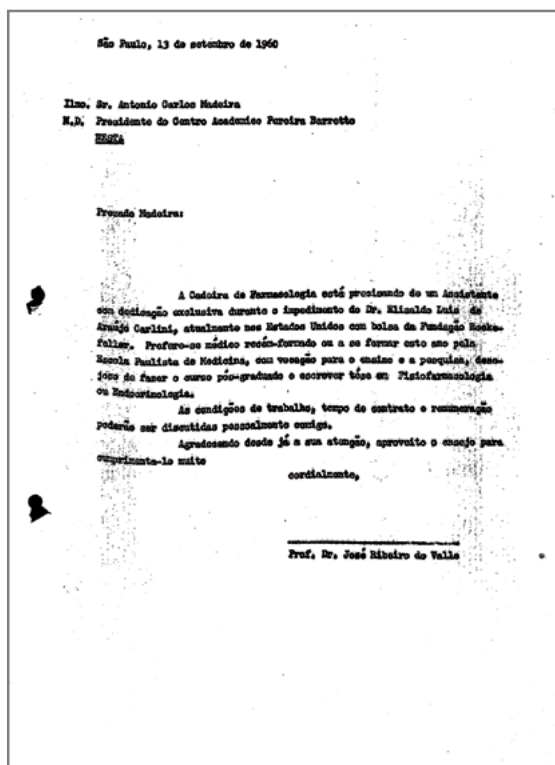 São Paulo, 13 de setembro de 1960
Ilmo. Sr. Antonio Carlos Madeira
M.D. Presidente do Centro Academico Pereira Barretto
NESTA
Prezado Madeira:
A Cadeira de Farmacologia está precisando de um Assistente
com dedicação exclusiva durante o impedimento do Dr. Elisaldo Luis de
Araujo Carlini, atualmente nos Estados Unidos com bolsa da Fundação Rocke-
feller. Prefere-se médico recém-formado ou a se formar este ano pela
Escola Paulista de Medicina, com vocação para o ensino e a pesquisa, dese-
joso de fazer o curso pós-graduado e escrever tése em Fisiofarmacologia
ou Endocrinologia.
As condições de trabalho, tempo de contrato e remuneração
poderão ser discutidas pessoalmente comigo.
Agradecendo desde já a sua atenção, aproveito o ensejo para
cumprimenta-lo muito
cordialmente,
Prof. Dr. José Ribeiro do Valle